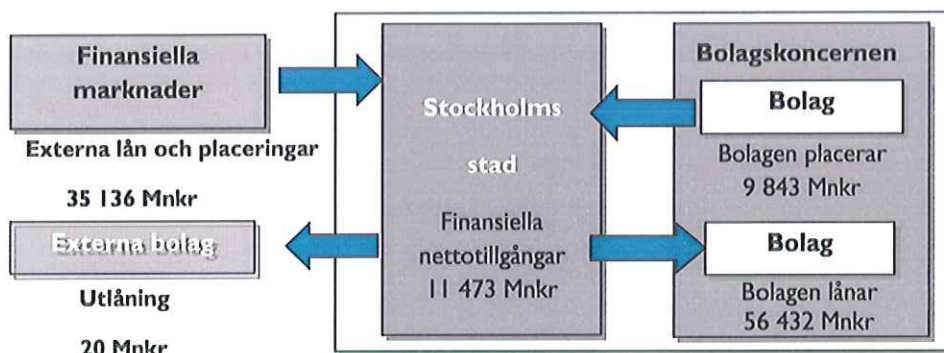 Finansiella
marknader
Externa lån och placeringar
35 136 Mnkr
Externa bolag
Utlåning
20 Mnkr
Stockholms
stad
Finansiella
nettotillgångar
11 473 Mnkr
Bolagskoncernen
Bolag
Bolagen placerar
9 843 Mnkr
Bolag
Bolagen lånar
56 432 Mnkr